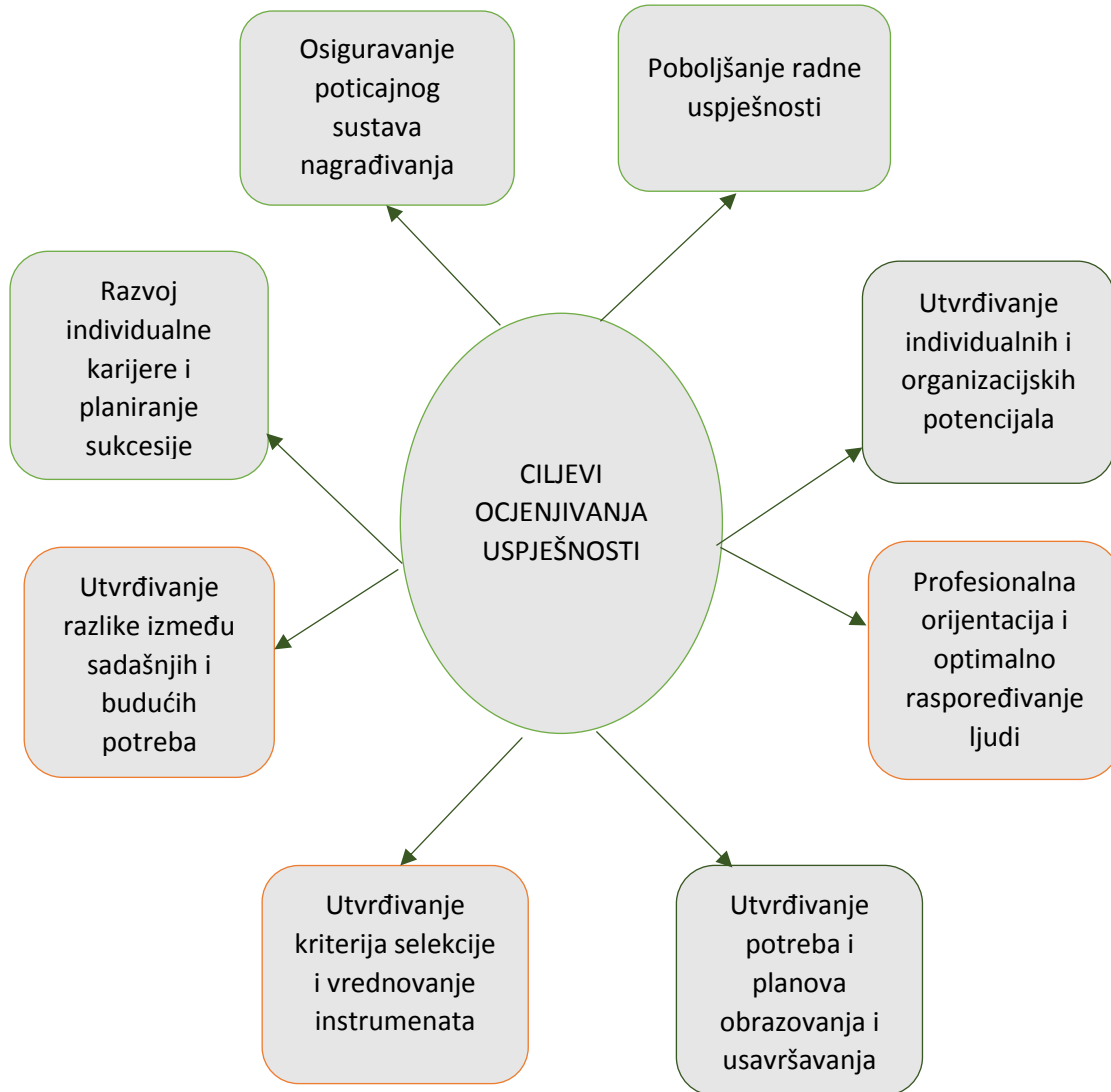 Osiguravanje
poticajnog
sustava
nagrađivanja
Poboljšanje radne
uspješnosti
Razvoj
individualne
karijere i
planiranje
sukcesije
Utvrđivanje
individualnih i
organizacijskih
potencijala
CILJEVI
OCJENJIVANJA
USPJEŠNOSTI
Utvrđivanje
razlike između
sadašnjih i
budućih
potreba
Profesionalna
orijentacija i
optimalno
raspoređivanje
ljudi
Utvrđivanje
kriterija selekcije
i vrednovanje
instrumenata
Utvrđivanje
potreba i
planova
obrazovanja i
usavršavanja